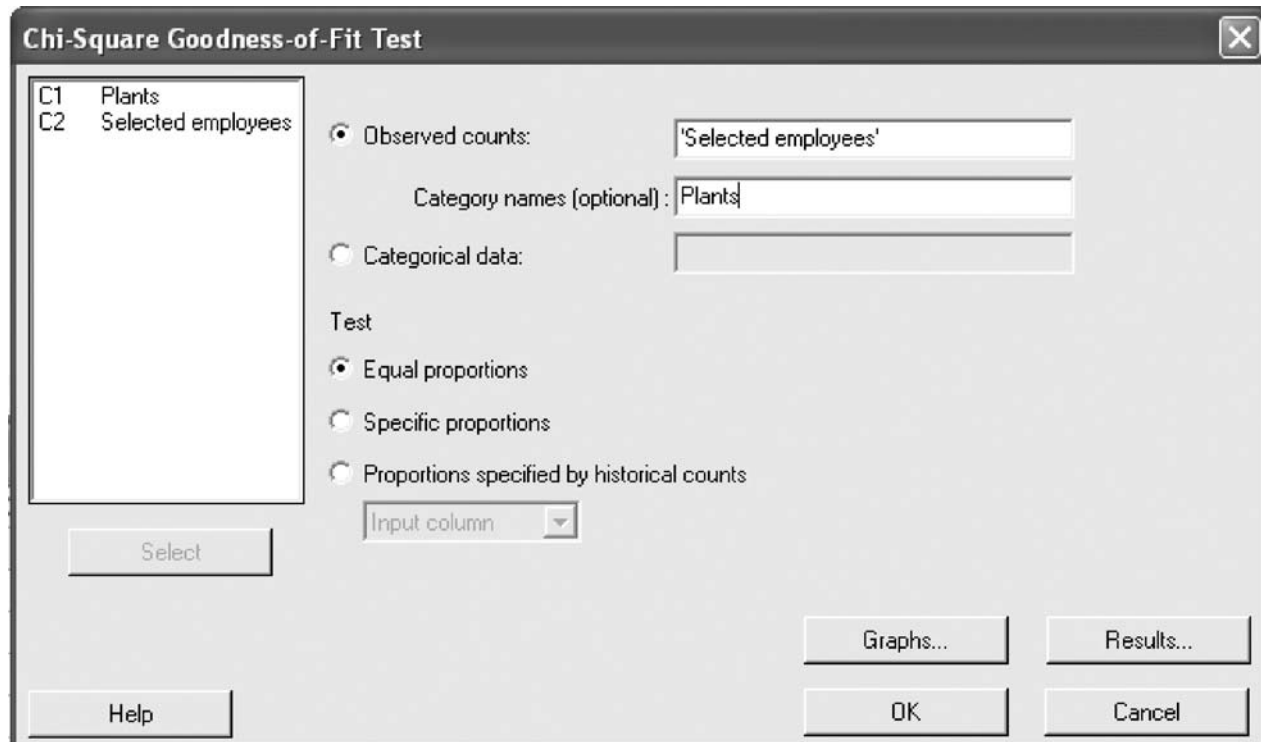 Chi-Square Goodness-of-Fit Test
C1 Plants
C2 Selected employees
Observed counts: 'Selected employees'
Category names (optional) : Plants
Categorical data:
Test
Equal proportions
Specific proportions
Proportions specified by historical counts
Input column
Select
Graphs... Results...
Help OK Cancel